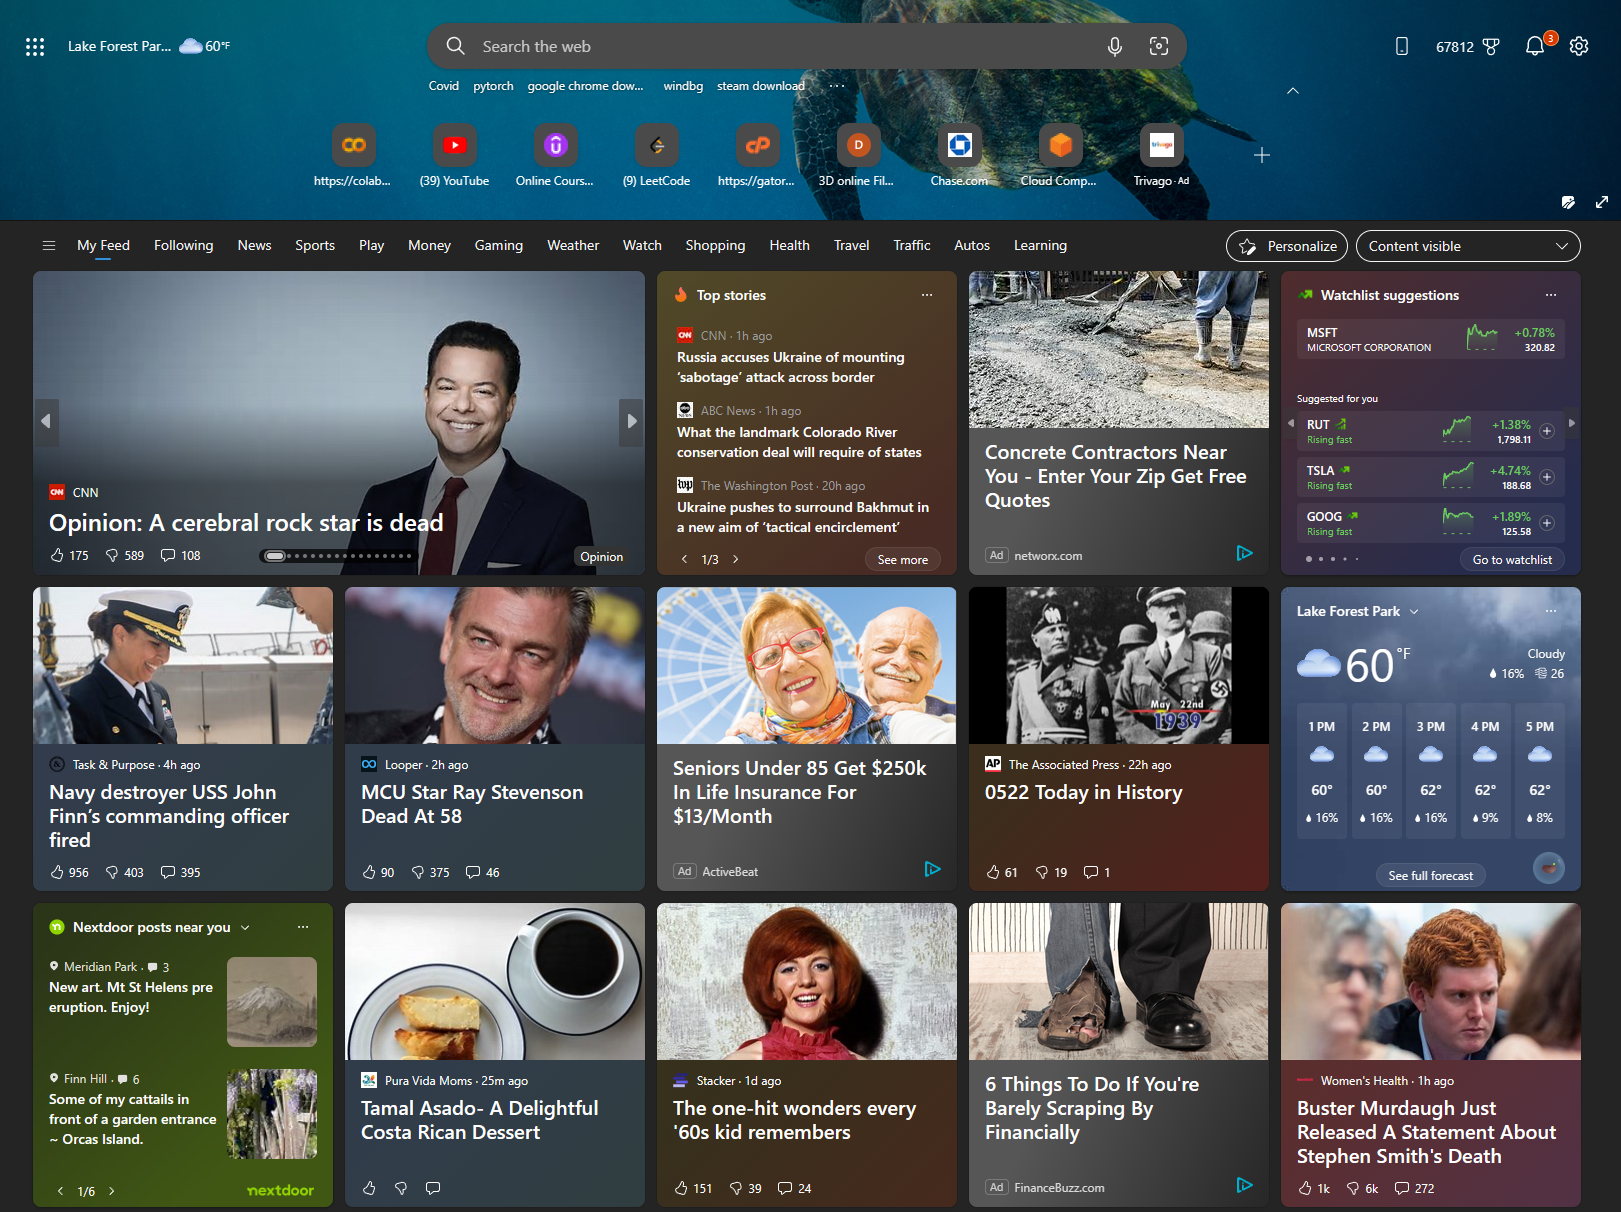 Lake Forest Par... 60°F
Search the web
67812
3
Covid pytorch google chrome dow... windbg steam download ...
https://colab... (39) YouTube Online Cours... (9) LeetCode https://gator... 3D online Fil... Chase.com Cloud Comp... Trivago · Ad
D
trivago
My Feed Following News Sports Play Money Gaming Weather Watch Shopping Health Travel Traffic Autos Learning
Personalize
Content visible
CNN
Opinion: A cerebral rock star is dead
175 589 108
Opinion
Top stories
CNN · 1h ago
Russia accuses Ukraine of mounting
‘sabotage’ attack across border
ABC News · 1h ago
What the landmark Colorado River
conservation deal will require of states
The Washington Post · 20h ago
Ukraine pushes to surround Bakhmut in
a new aim of ‘tactical encirclement’
1/3
See more
Concrete Contractors Near
You - Enter Your Zip Get Free
Quotes
Ad networx.com
Watchlist suggestions
MSFT +0.78%
MICROSOFT CORPORATION 320.82
Suggested for you
RUT +1.38%
Rising fast 1,798.11
TSLA +4.74%
Rising fast 188.68
GOOG +1.89%
Rising fast 125.58
Go to watchlist
Task & Purpose · 4h ago
Navy destroyer USS John
Finn’s commanding officer
fired
956 403 395
Looper · 2h ago
MCU Star Ray Stevenson
Dead At 58
90 375 46
Seniors Under 85 Get $250k
In Life Insurance For
$13/Month
Ad ActiveBeat
May 22nd
1939
AP The Associated Press · 22h ago
0522 Today in History
61 19 1
Lake Forest Park
60°F
Cloudy
16% 26
1 PM 2 PM 3 PM 4 PM 5 PM
60° 60° 62° 62° 62°
16% 16% 16% 9% 8%
See full forecast
Nextdoor posts near you
Meridian Park · 3
New art. Mt St Helens pre
eruption. Enjoy!
Finn Hill · 6
Some of my cattails in
front of a garden entrance
~ Orcas Island.
1/6
nextdoor
Pura Vida Moms · 25m ago
Tamal Asado- A Delightful
Costa Rican Dessert
Stacker · 1d ago
The one-hit wonders every
'60s kid remembers
151 39 24
6 Things To Do If You're
Barely Scraping By
Financially
Ad FinanceBuzz.com
Women's Health · 1h ago
Buster Murdaugh Just
Released A Statement About
Stephen Smith's Death
1k 6k 272